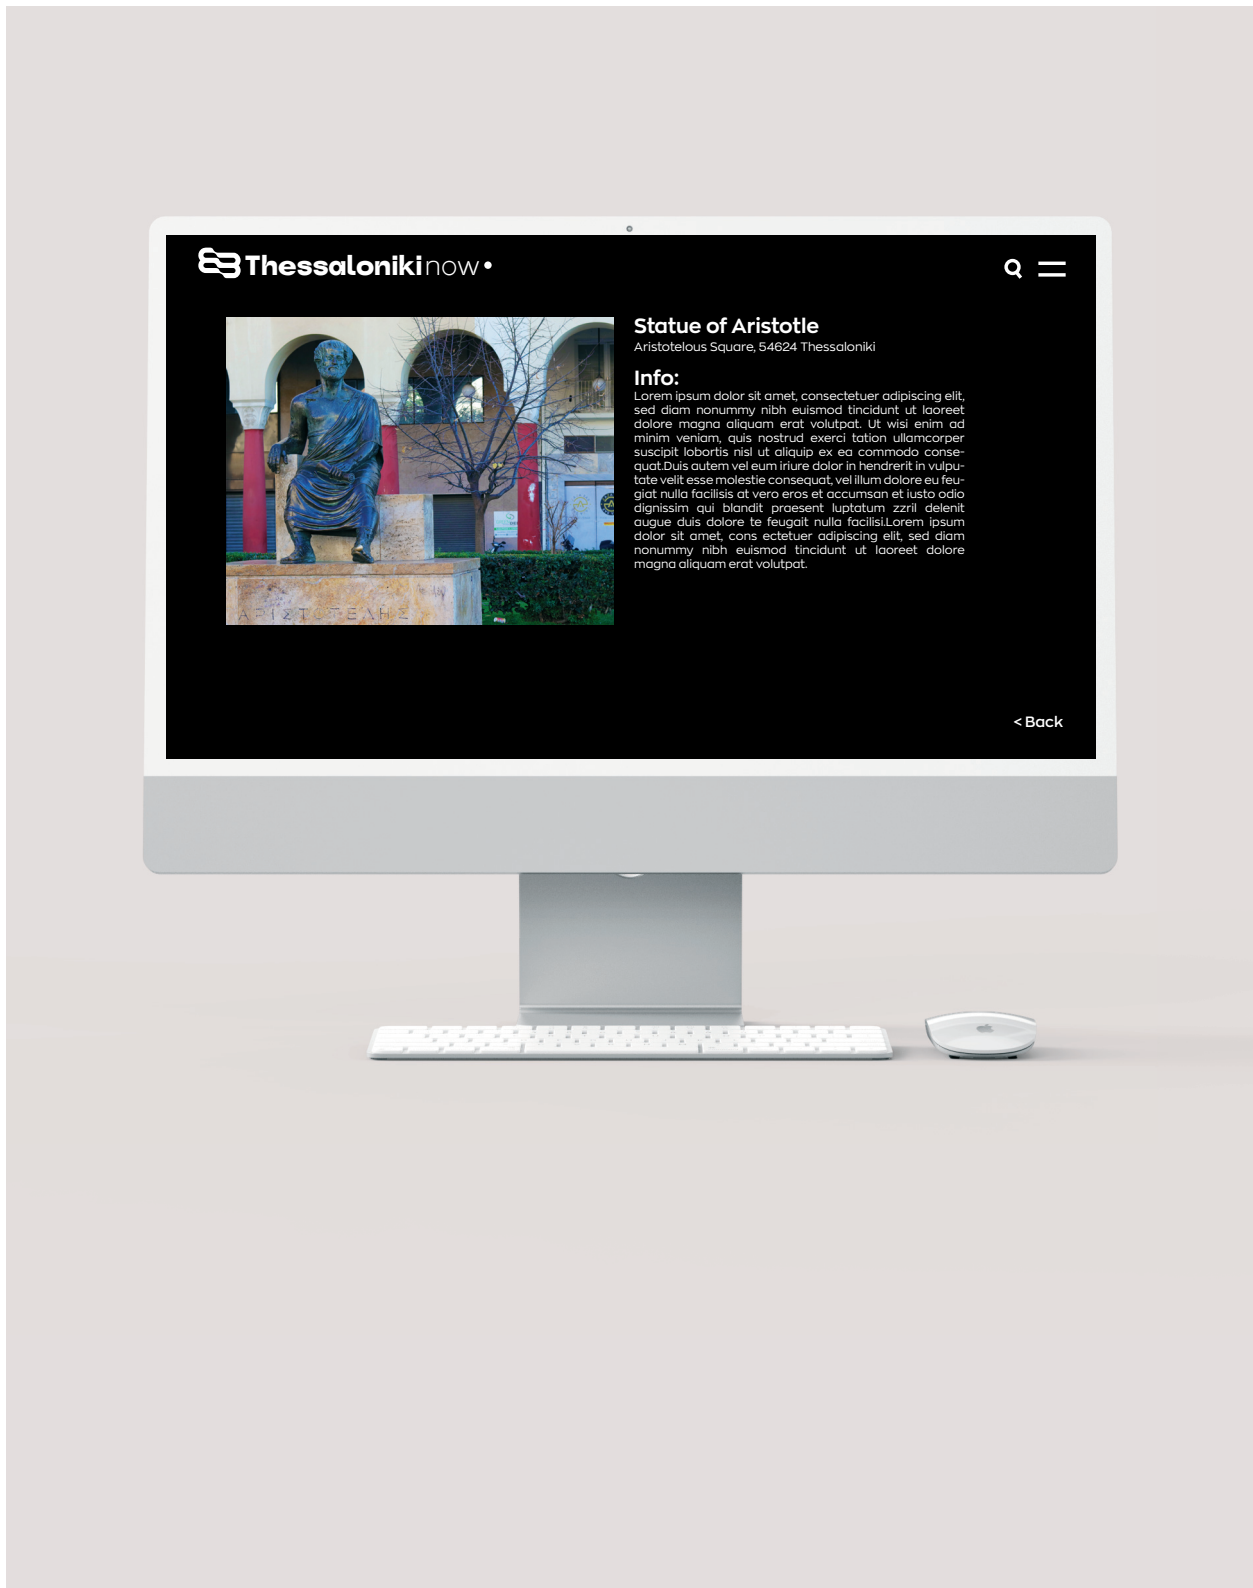 Thessaloniki now
Statue of Aristotle
Aristotelous Square, 54624 Thessaloniki
Info:
Lorem ipsum dolor sit amet, consectetuer adipiscing elit,
sed diam nonummy nibh euismod tincidunt ut laoreet
dolore magna aliquam erat volutpat. Ut wisi enim ad
minim veniam, quis nostrud exerci tation ullamcorper
suscipit lobortis nisl ut aliquip ex ea commodo conse-
quat.Duis autem vel eum iriure dolor in hendrerit in vulpu-
tate velit esse molestie consequat, vel illum dolore eu feu-
giat nulla facilisis at vero eros et accumsan et iusto odio
dignissim qui blandit praesent luptatum zzril delenit
augue duis dolore te feugait nulla facilisi.Lorem ipsum
dolor sit amet, cons ectetuer adipiscing elit, sed diam
nonummy nibh euismod tincidunt ut laoreet dolore
magna aliquam erat volutpat.
ΑΡΙΣΤΟΤΕΛΗΣ
< Back